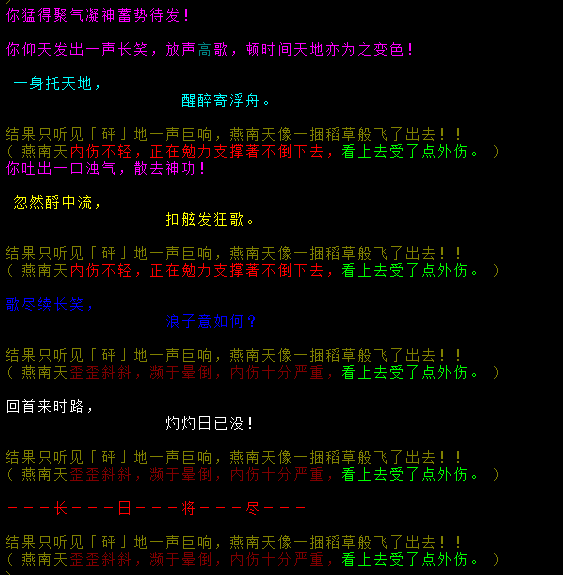 你猛得聚气凝神蓄势待发!
你仰天发出一声长笑，放声高歌，顿时间天地亦为之变色!
一身托天地，
醒醉寄浮舟。
结果只听见「砰」地一声巨响，燕南天像一捆稻草般飞了出去!!
( 燕南天内伤不轻，正在勉力支撑著不倒下去，看上去受了点外伤。 )
你吐出一口浊气，散去神功!
忽然酹中流，
扣舷发狂歌。
结果只听见「砰」地一声巨响，燕南天像一捆稻草般飞了出去!!
( 燕南天内伤不轻，正在勉力支撑著不倒下去，看上去受了点外伤。 )
歌尽续长笑，
凉子意如何?
结果只听见「砰」地一声巨响，燕南天像一捆稻草般飞了出去!!
( 燕南天歪歪斜斜，濒于晕倒，内伤十分严重，看上去受了点外伤。 )
回首来时路，
灼灼日已没!
结果只听见「砰」地一声巨响，燕南天像一捆稻草般飞了出去!!
( 燕南天歪歪斜斜，濒于晕倒，内伤十分严重，看上去受了点外伤。 )
－－－长－－－日－－－将－－－尽－－－
结果只听见「砰」地一声巨响，燕南天像一捆稻草般飞了出去!!
( 燕南天歪歪斜斜，濒于晕倒，内伤十分严重，看上去受了点外伤。 )